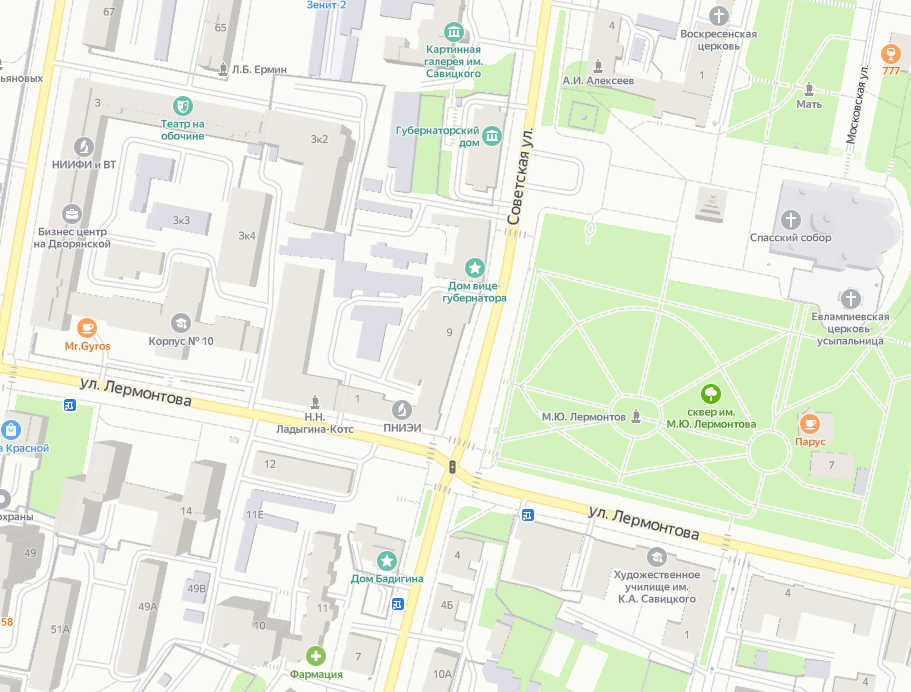 Зенит-2
67
65
Картинная
галерея им.
Савицкого
4
Воскресенская
церковь
777
Л.Б. Ермин
А.И. Алексеев
1
Мать
Московская ул.
3
Театр на
обочине
3к2
Губернаторский
дом
Советская ул.
НИИФИ и ВТ
Бизнес центр
на Дворянской
3к3
3к4
Спасский собор
Дом вице-
губернатора
Евлампиевская
церковь
усыпальница
Mr.Gyros
Корпус № 10
9
ул. Лермонтова
Н.Н.
Ладыгина-Котс
1
ПНИЭИ
М.Ю. Лермонтов
сквер им.
М.Ю. Лермонтова
Парус
7
а Красной
12
14
11Е
ул. Лермонтова
охраны
49
Дом Бадигина
4
Художественное
училище им.
К.А. Савицкого
49В
49А
51А
58
10
11
4Б
4
1
7
10А
Фармация
4